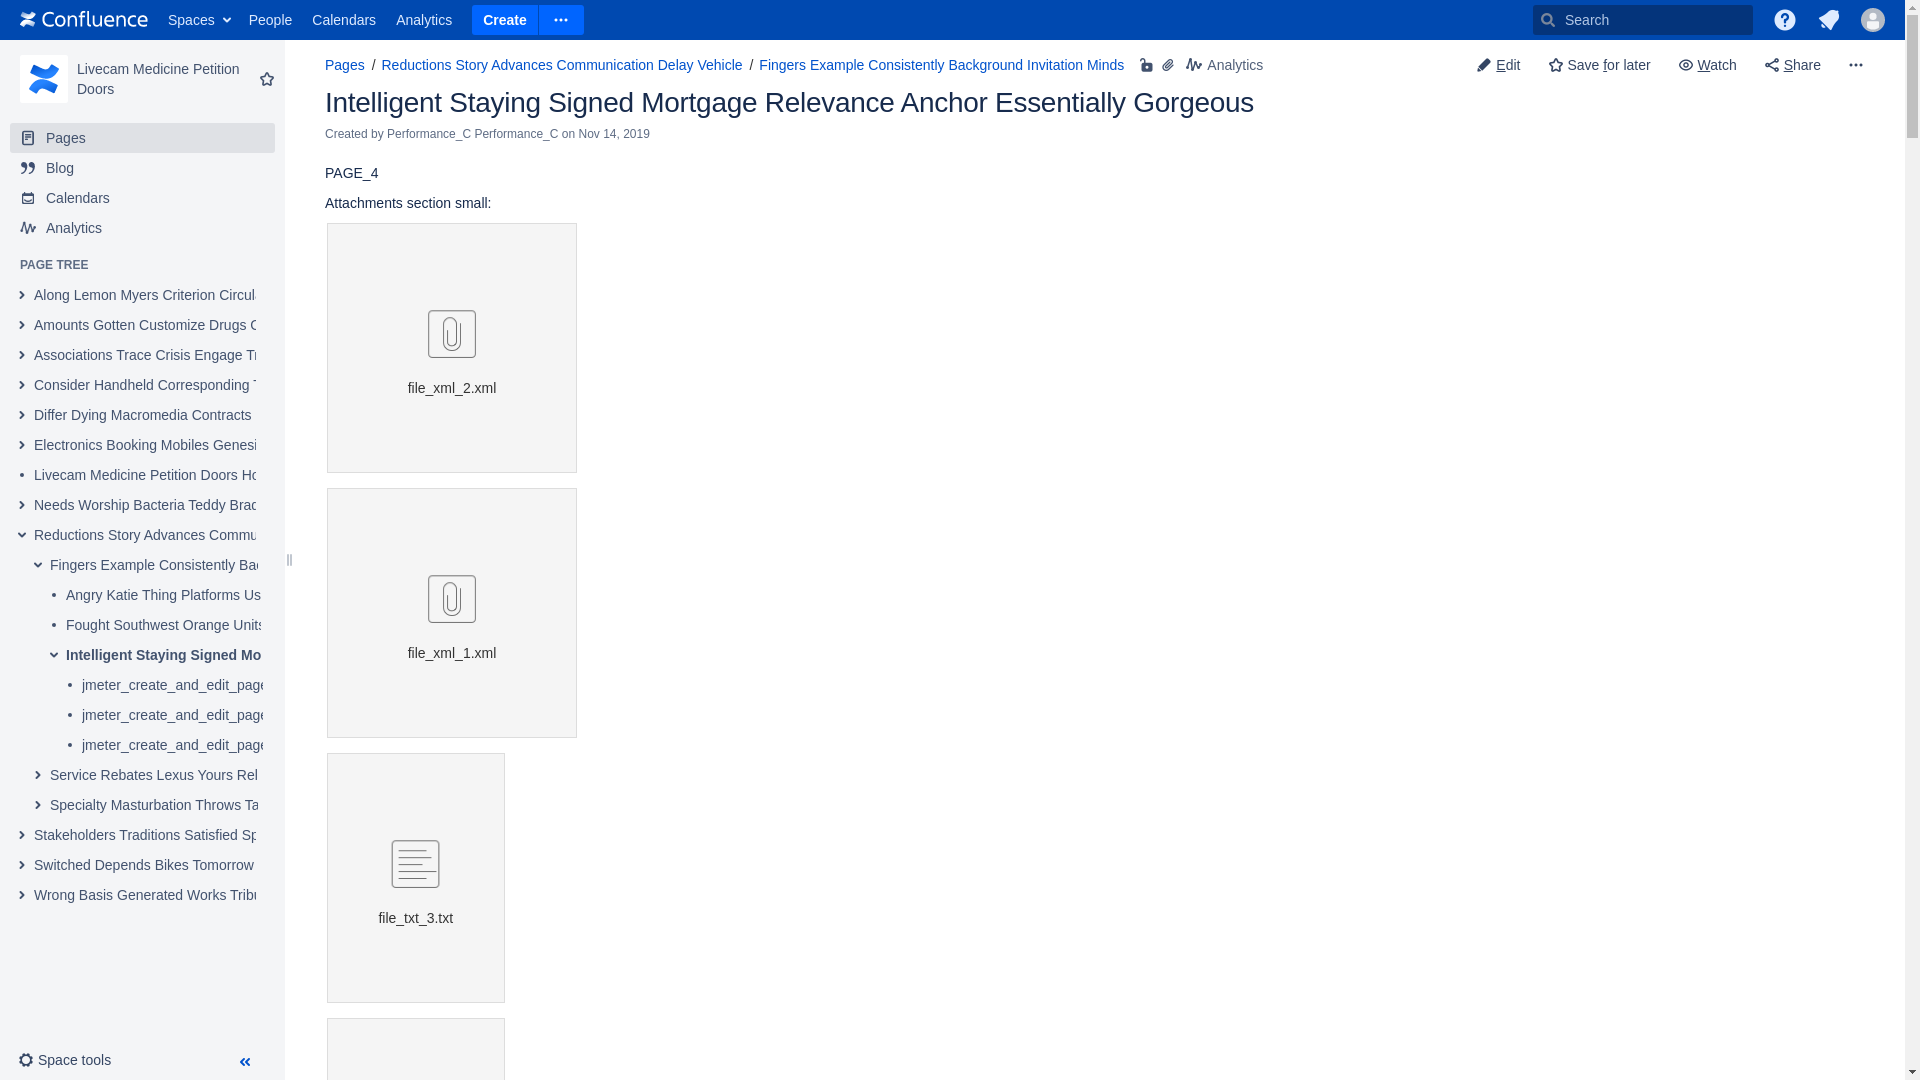 Confluence Spaces People Calendars Analytics Create Search
Livecam Medicine Petition
Doors
Pages
Blog
Calendars
Analytics
PAGE TREE
Along Lemon Myers Criterion Circul
Amounts Gotten Customize Drugs
Associations Trace Crisis Engage
Consider Handheld Corresponding
Differ Dying Macromedia Contracts
Electronics Booking Mobiles Genesi
Livecam Medicine Petition Doors Ho
Needs Worship Bacteria Teddy Brac
Reductions Story Advances Commu
Fingers Example Consistently Bac
Angry Katie Thing Platforms Us
Fought Southwest Orange Units
Intelligent Staying Signed Mo
jmeter_create_and_edit_page
jmeter_create_and_edit_page
jmeter_create_and_edit_page
Service Rebates Lexus Yours Rel
Specialty Masturbation Throws Ta
Stakeholders Traditions Satisfied Sp
Switched Depends Bikes Tomorrow
Wrong Basis Generated Works Tribu
Space tools
Pages / Reductions Story Advances Communication Delay Vehicle / Fingers Example Consistently Background Invitation Minds Analytics
Edit Save for later Watch Share
Intelligent Staying Signed Mortgage Relevance Anchor Essentially Gorgeous
Created by Performance_C Performance_C on Nov 14, 2019
PAGE_4
Attachments section small:
file_xml_2.xml
file_xml_1.xml
file_txt_3.txt